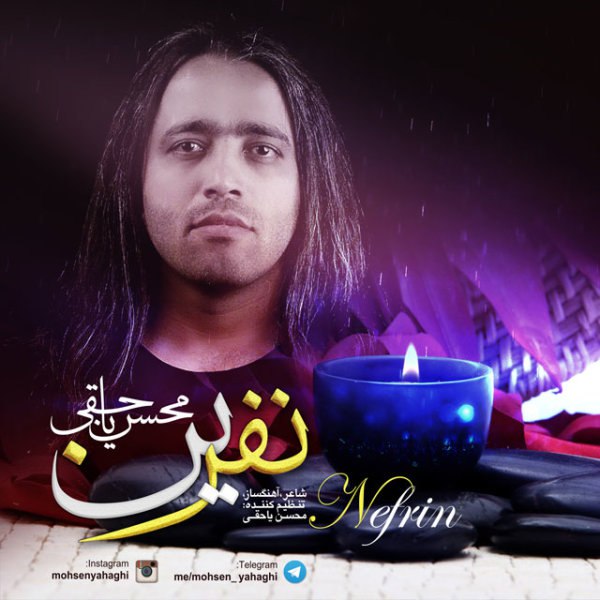 محسن یاحقی
نفرین
Nefrin
شاعر، آهنگساز،
تنظیم کننده:
محسن یاحقی
Instagram:
mohsenyahaghi
Telegram:
me/mohsen_yahaghi